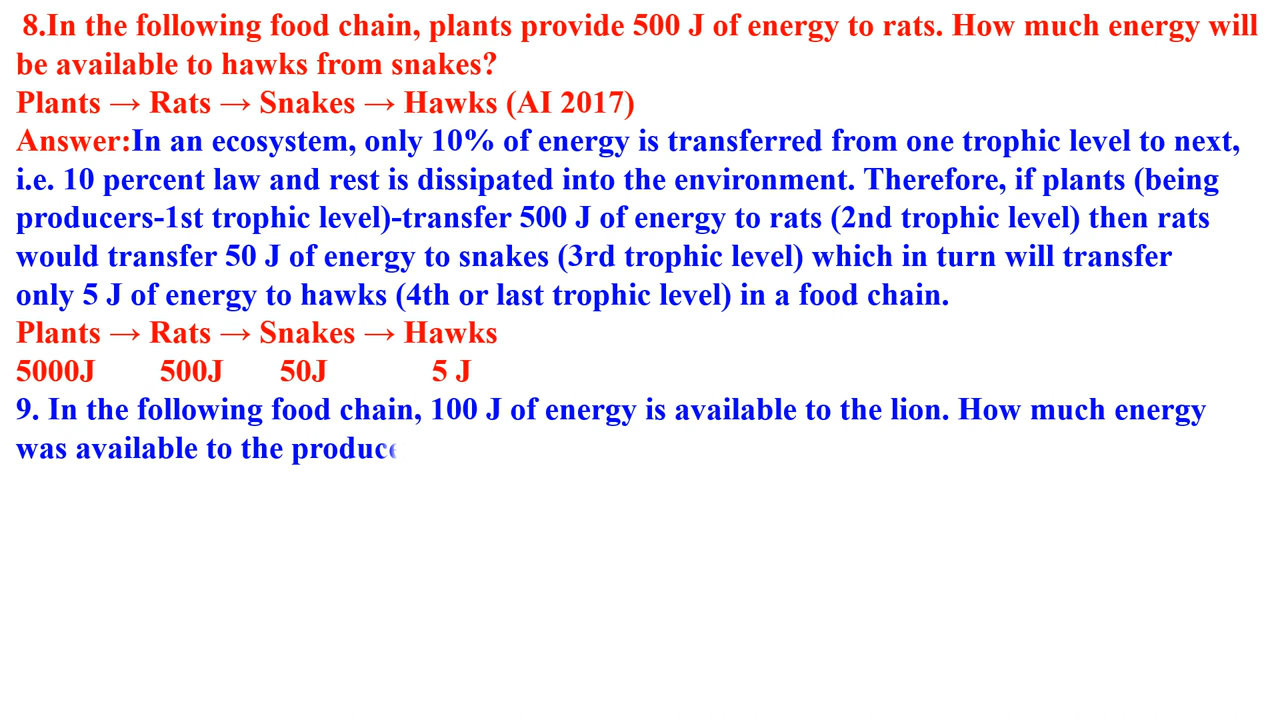 8.In the following food chain, plants provide 500 J of energy to rats. How much energy will
be available to hawks from snakes?
Plants → Rats → Snakes → Hawks (AI 2017)
Answer:In an ecosystem, only 10% of energy is transferred from one trophic level to next,
i.e. 10 percent law and rest is dissipated into the environment. Therefore, if plants (being
producers-1st trophic level)-transfer 500 J of energy to rats (2nd trophic level) then rats
would transfer 50 J of energy to snakes (3rd trophic level) which in turn will transfer
only 5 J of energy to hawks (4th or last trophic level) in a food chain.
Plants → Rats → Snakes → Hawks
5000J 500J 50J 5 J
9. In the following food chain, 100 J of energy is available to the lion. How much energy
was available to the produce